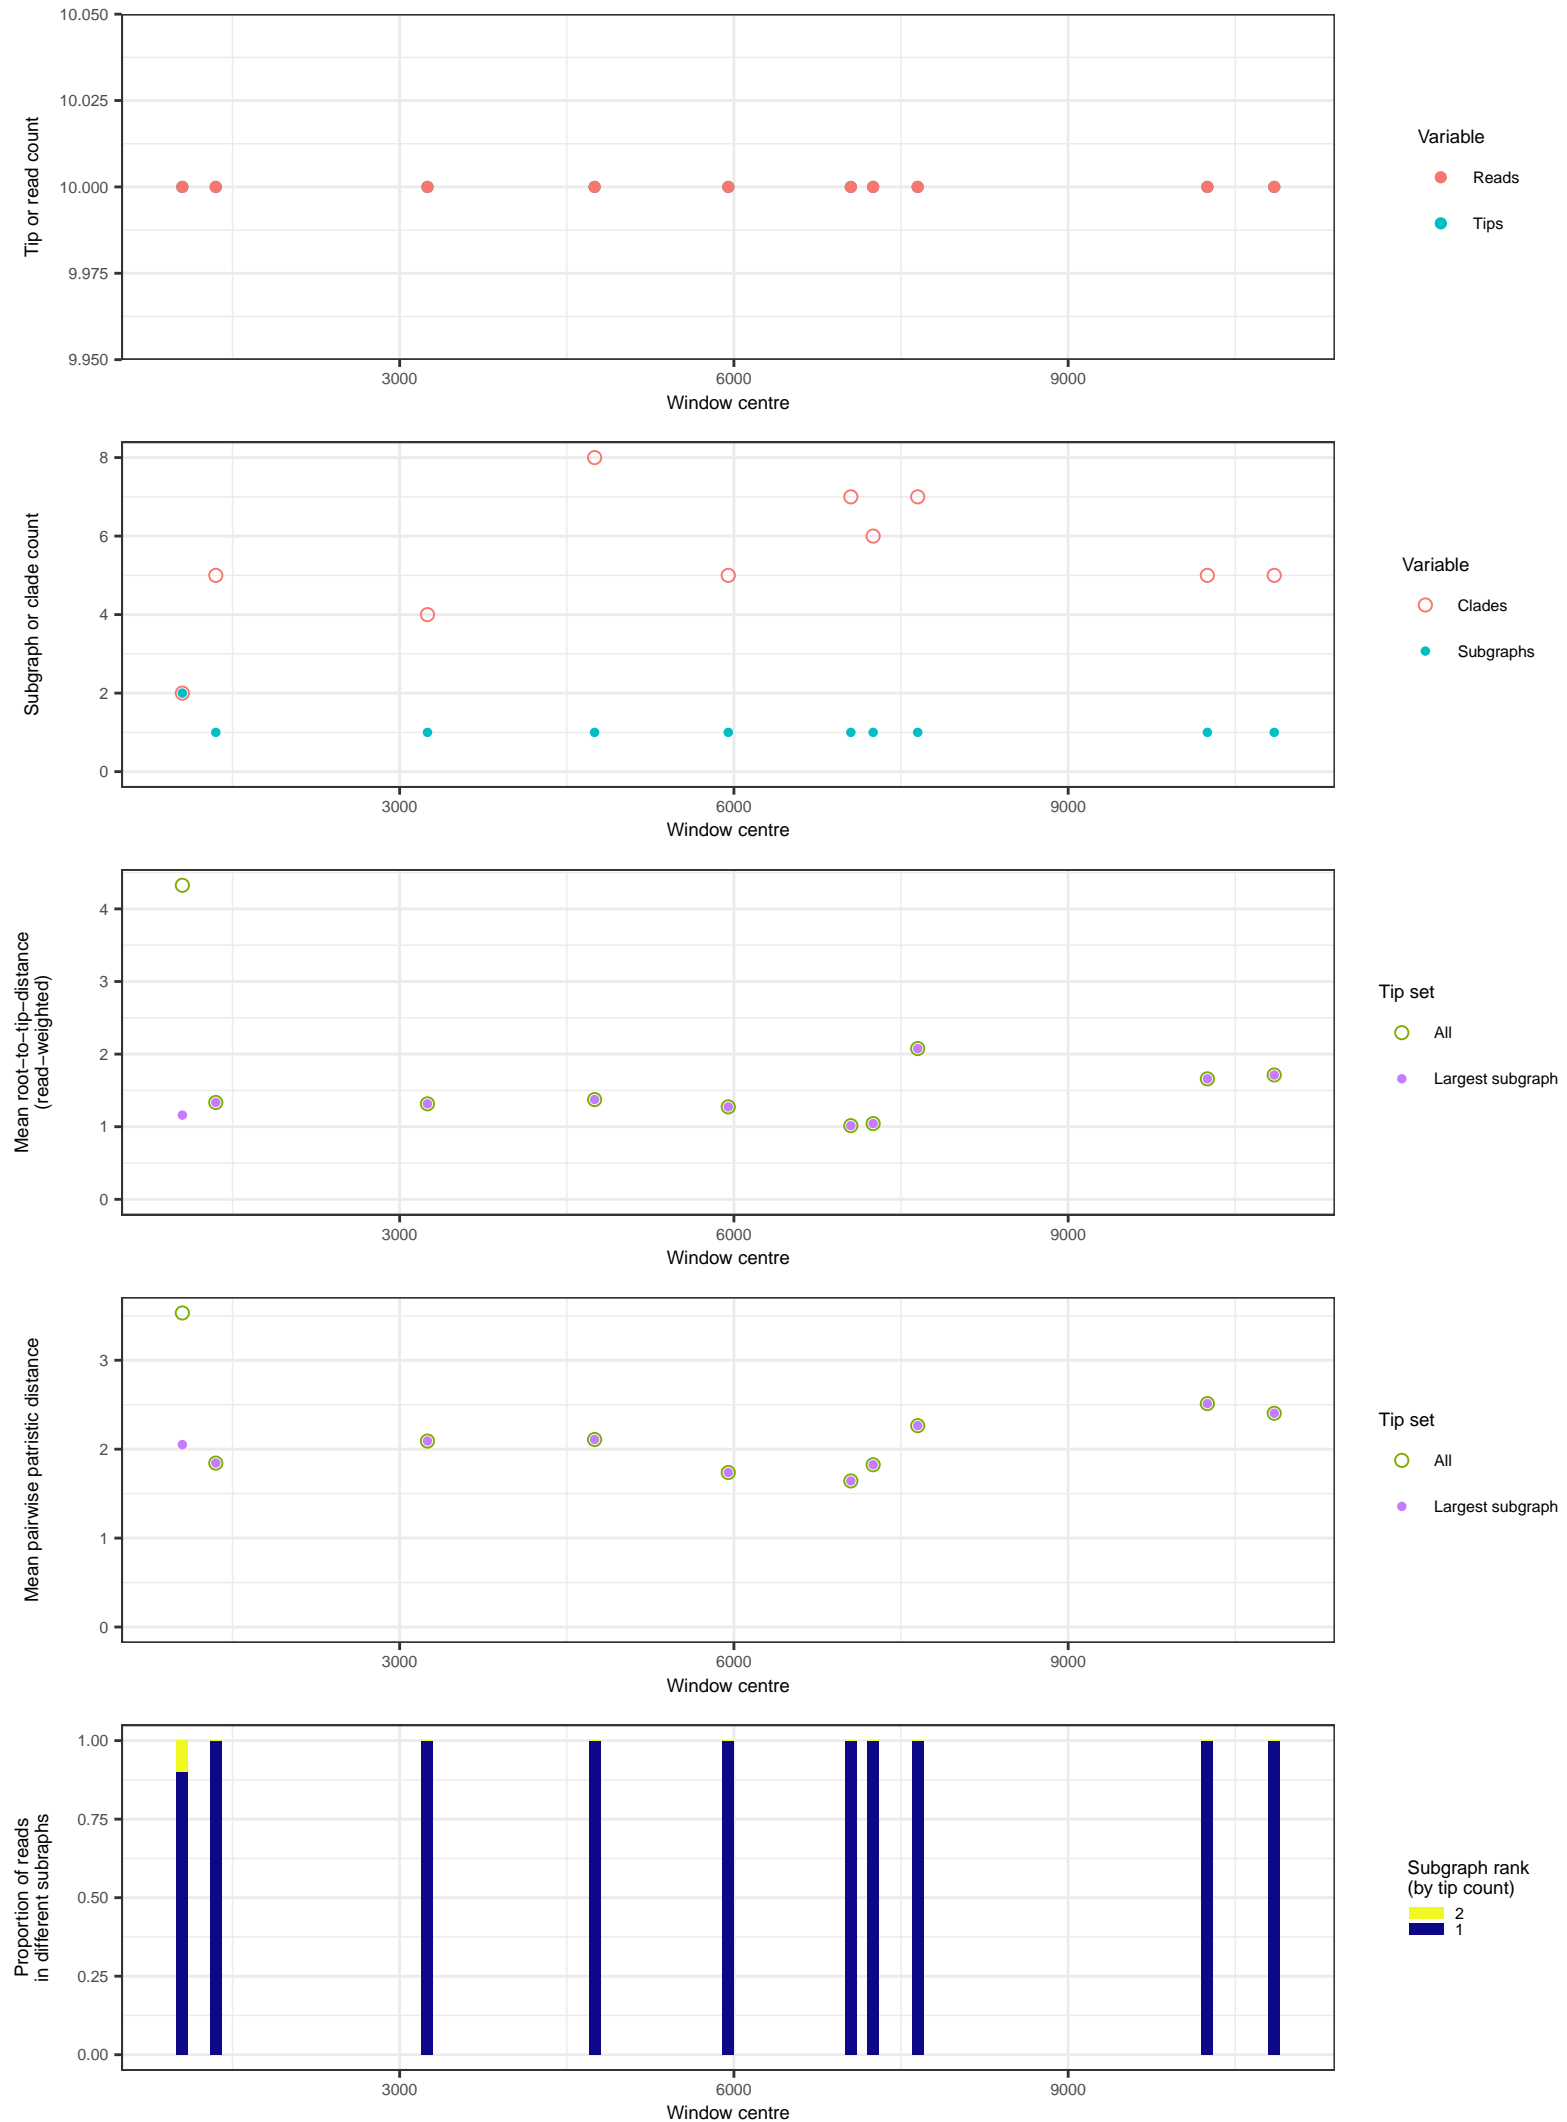 10.050
10.025
10.000
9.975
9.950
Tip or read count
3000
6000
9000
Window centre
Variable
Reads
Tips
8
6
4
2
0
Subgraph or clade count
3000
6000
9000
Window centre
Variable
Clades
Subgraphs
4
3
2
1
0
Mean root−to−tip−distance
(read−weighted)
3000
6000
9000
Window centre
Tip set
All
Largest subgraph
3
2
1
0
Mean pairwise patristic distance
3000
6000
9000
Window centre
Tip set
All
Largest subgraph
1.00
0.75
0.50
0.25
0.00
Proportion of reads
in different subraphs
3000
6000
9000
Window centre
Subgraph rank
(by tip count)
2
1